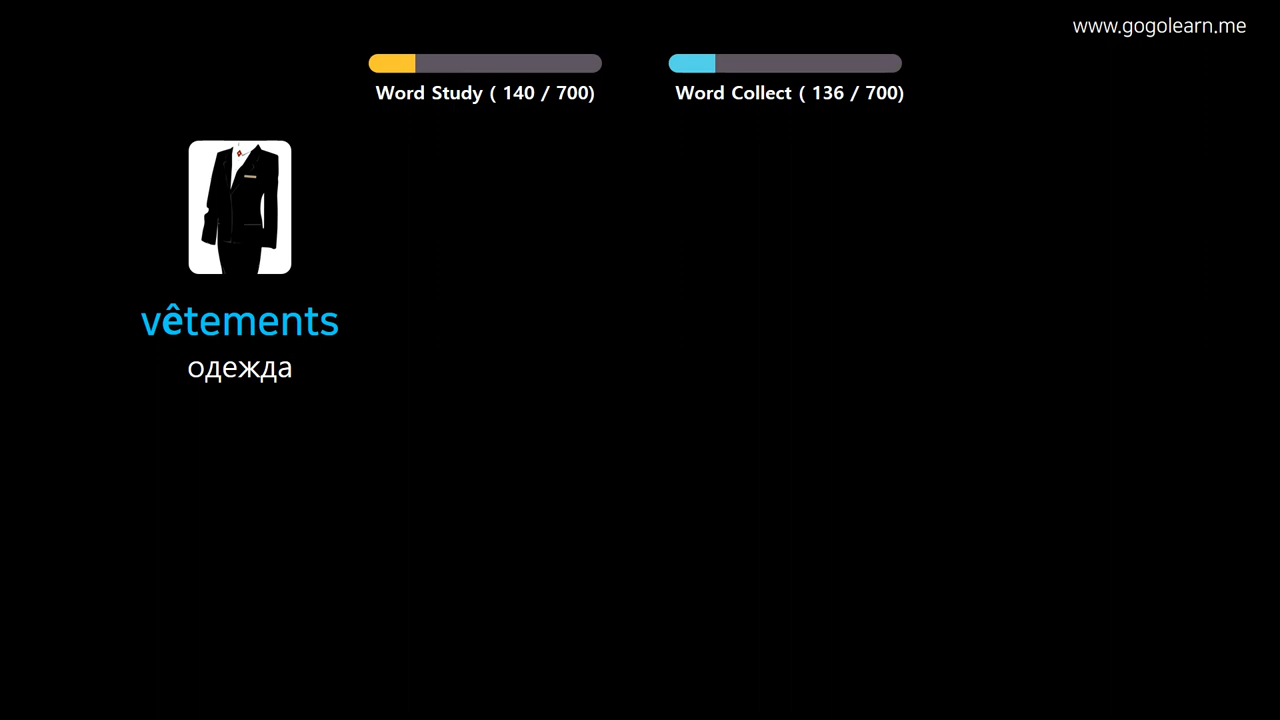 www.gogolearn.me
Word Study ( 140 / 700)
Word Collect ( 136 / 700)
vêtements
одежда